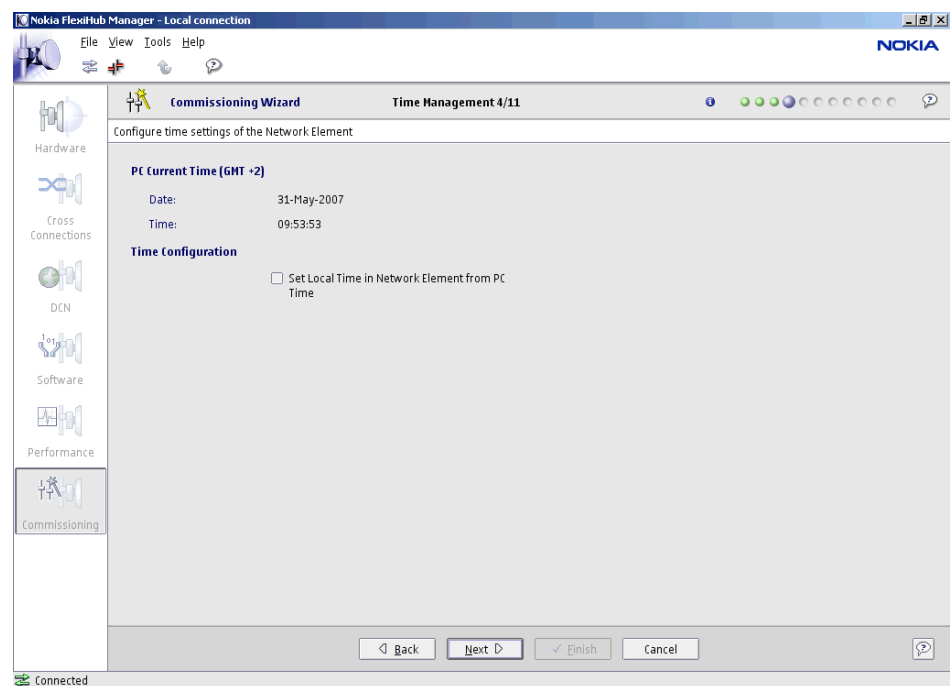 Nokia FlexiHub Manager - Local connection
File View Tools Help
NOKIA
Commissioning Wizard Time Management 4/11
Configure time settings of the Network Element
Hardware
Cross
Connections
DCN
Software
Performance
Commissioning
PC Current Time (GMT +2)
Date: 31-May-2007
Time: 09:53:53
Time Configuration
Set Local Time in Network Element from PC
Time
Back Next Finish Cancel
Connected